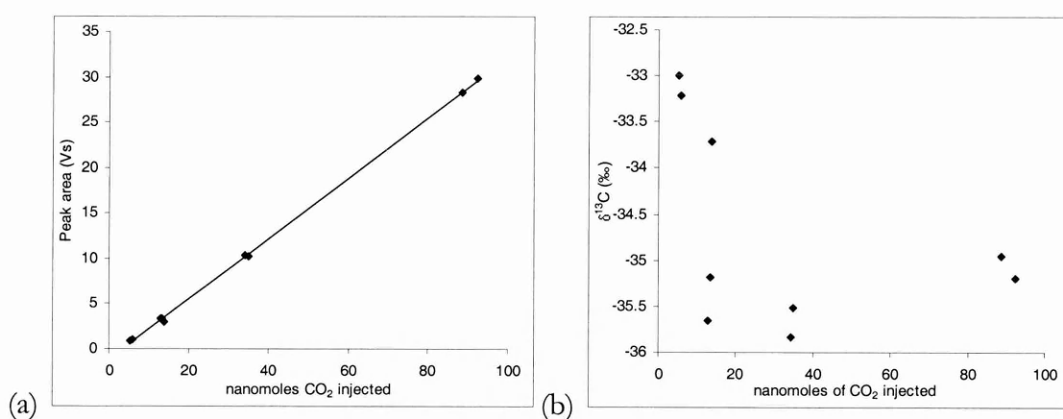 35
30
25
20
15
10
5
0
Peak area (Vs)
0 20 40 60 80 100
nanomoles CO₂ injected
(a)
-32.5
-33
-33.5
-34
-34.5
-35
-35.5
-36
δ¹³C (‰)
0 20 40 60 80 100
nanomoles of CO₂ injected
(b)